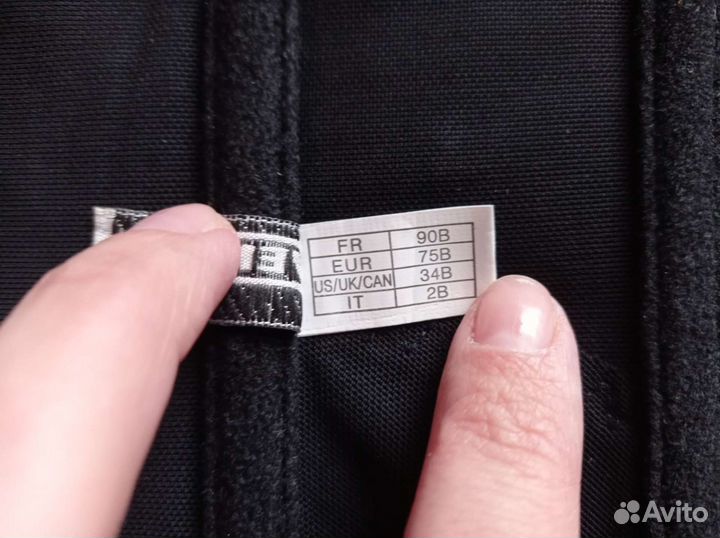 FR 90B
EUR 75B
US/UK/CAN 34B
IT 2B
Avito